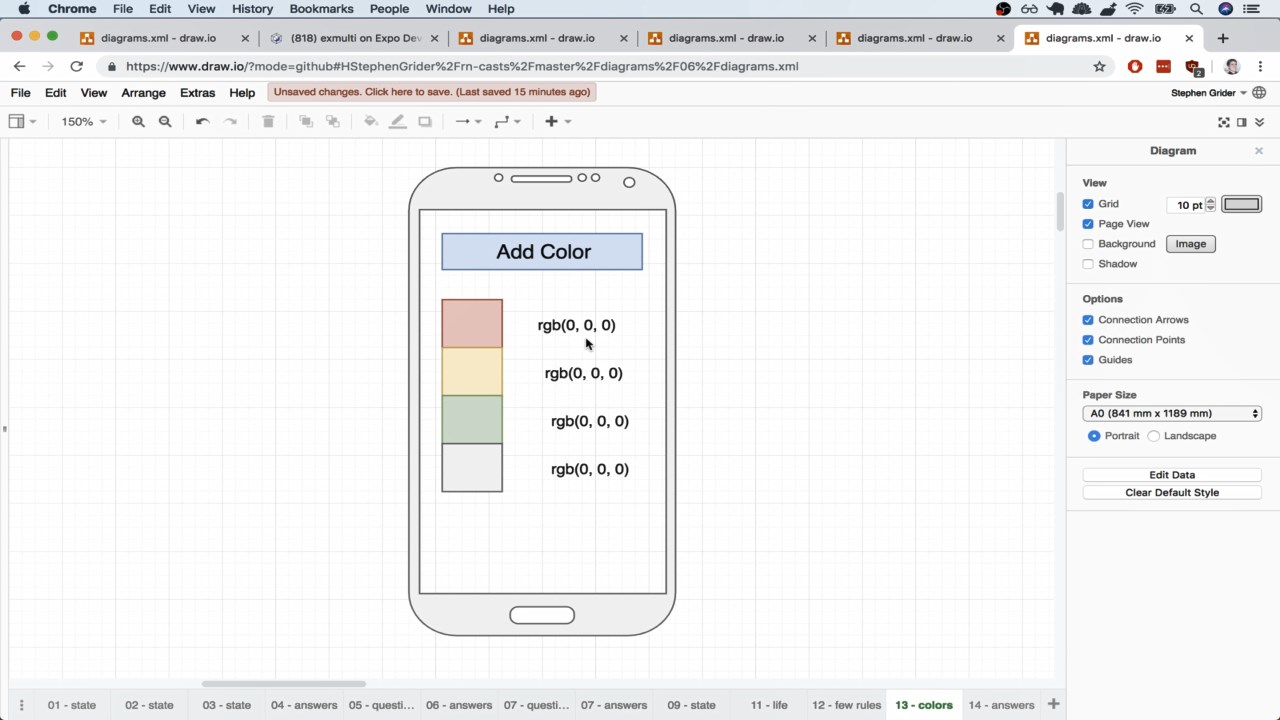 Chrome File Edit View History Bookmarks People Window Help
diagrams.xml - draw.io
(818) exmulti on Expo Dev
diagrams.xml - draw.io
diagrams.xml - draw.io
diagrams.xml - draw.io
diagrams.xml - draw.io
https://www.draw.io/?mode=github#HStephenGrider%2Frn-casts%2Fmaster%2Fdiagrams%2F06%2Fdiagrams.xml
2
File Edit View Arrange Extras Help Unsaved changes. Click here to save. (Last saved 15 minutes ago) Stephen Grider
150%
Add Color
rgb(0, 0, 0)
rgb(0, 0, 0)
rgb(0, 0, 0)
rgb(0, 0, 0)
Diagram
View
Grid 10 pt
Page View
Background Image
Shadow
Options
Connection Arrows
Connection Points
Guides
Paper Size
A0 (841 mm x 1189 mm)
Portrait Landscape
Edit Data
Clear Default Style
01 - state 02 - state 03 - state 04 - answers 05 - questi... 06 - answers 07 - questi... 07 - answers 09 - state 11 - life 12 - few rules 13 - colors 14 - answers